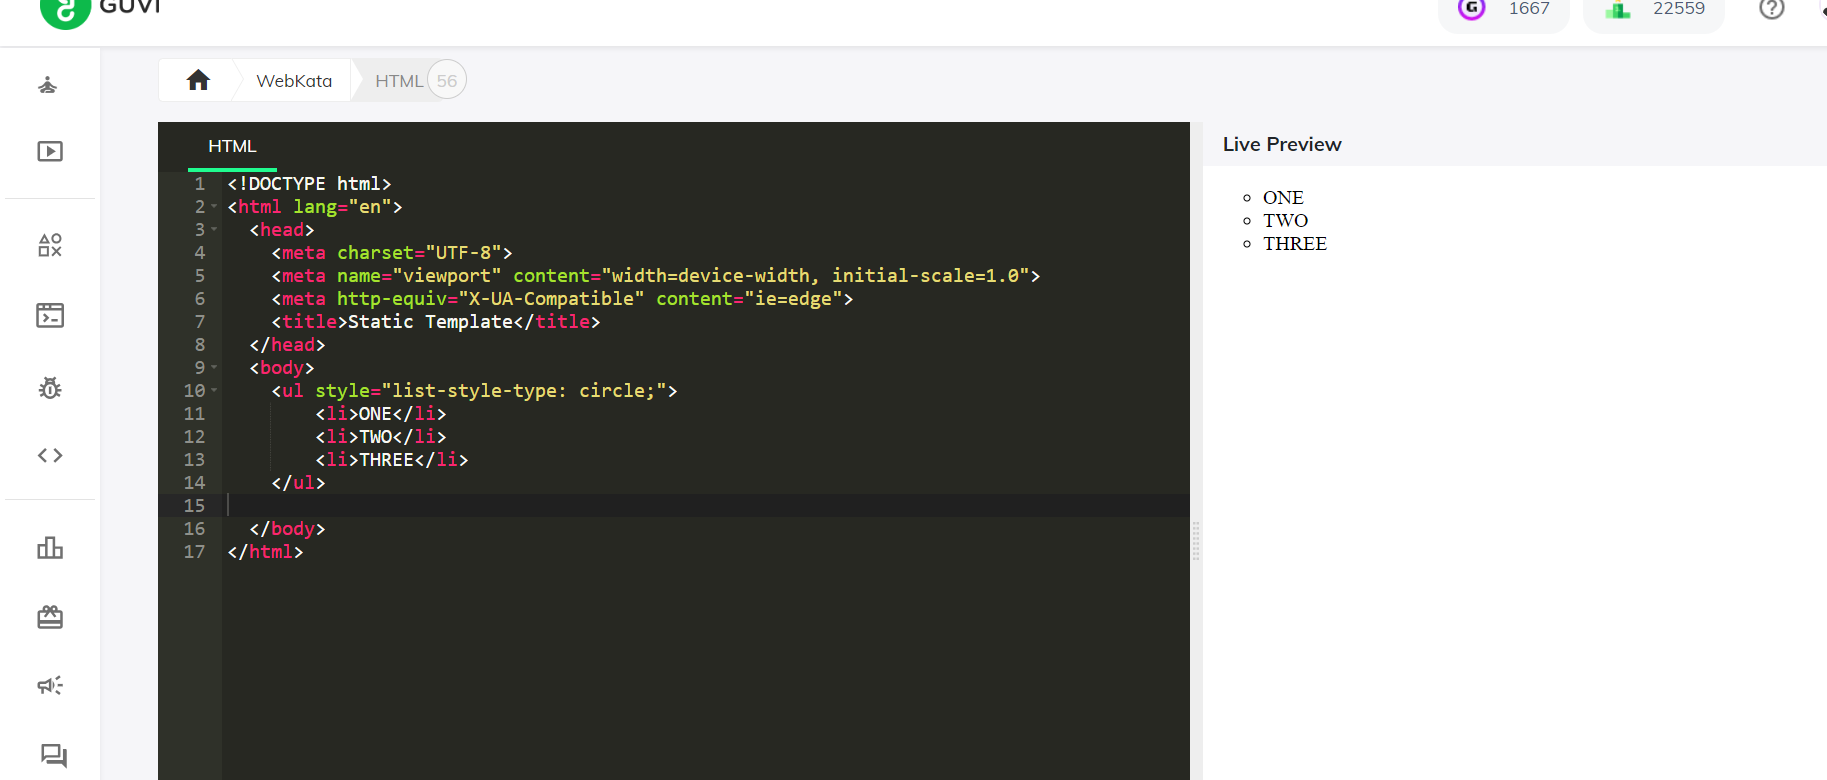 GUVI
1667
22559
WebKata
HTML 56
HTML
Live Preview
1 <!DOCTYPE html>
2 <html lang="en">
3 <head>
4 <meta charset="UTF-8">
5 <meta name="viewport" content="width=device-width, initial-scale=1.0">
6 <meta http-equiv="X-UA-Compatible" content="ie=edge">
7 <title>Static Template</title>
8 </head>
9 <body>
10 <ul style="list-style-type: circle;">
11 <li>ONE</li>
12 <li>TWO</li>
13 <li>THREE</li>
14 </ul>
15
16 </body>
17 </html>
ONE
TWO
THREE